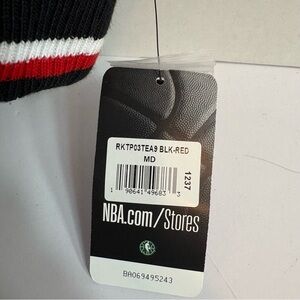 RKTP03TEA9 BLK-RED
MD
1 90641 49683 3
1237
NBA.com/Stores
BA069495243